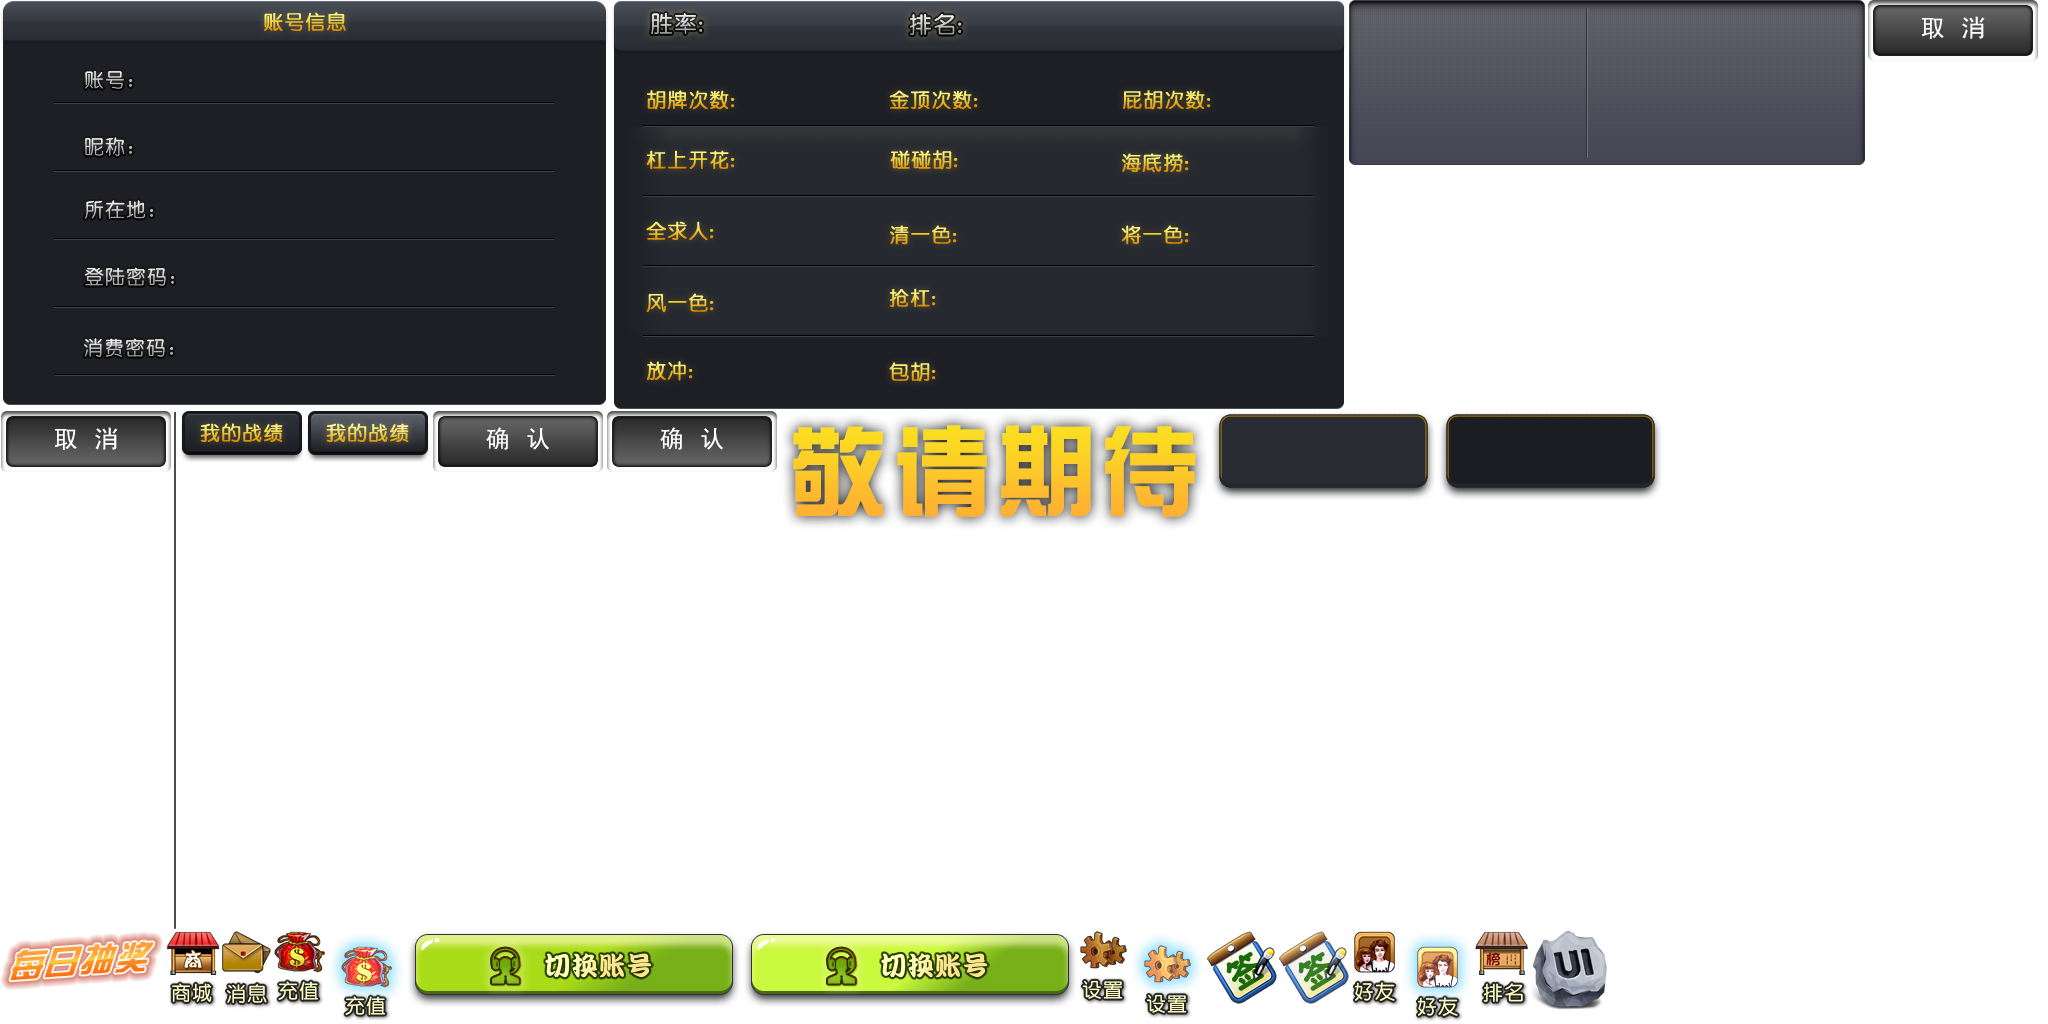 账号信息
账号:
昵称:
所在地:
登陆密码:
消费密码:
胜率: 排名:
胡牌次数: 金顶次数: 屁胡次数:
杠上开花: 碰碰胡: 海底捞:
全求人: 清一色: 将一色:
风一色: 抢杠:
放冲: 包胡:
取 消
取 消
我的战绩
我的战绩
确 认
确 认
敬请期待
每日抽奖
商
商城
消息
充值
充值
切换账号
切换账号
设置
设置
签
签
好友
好友
榜
排名
UI